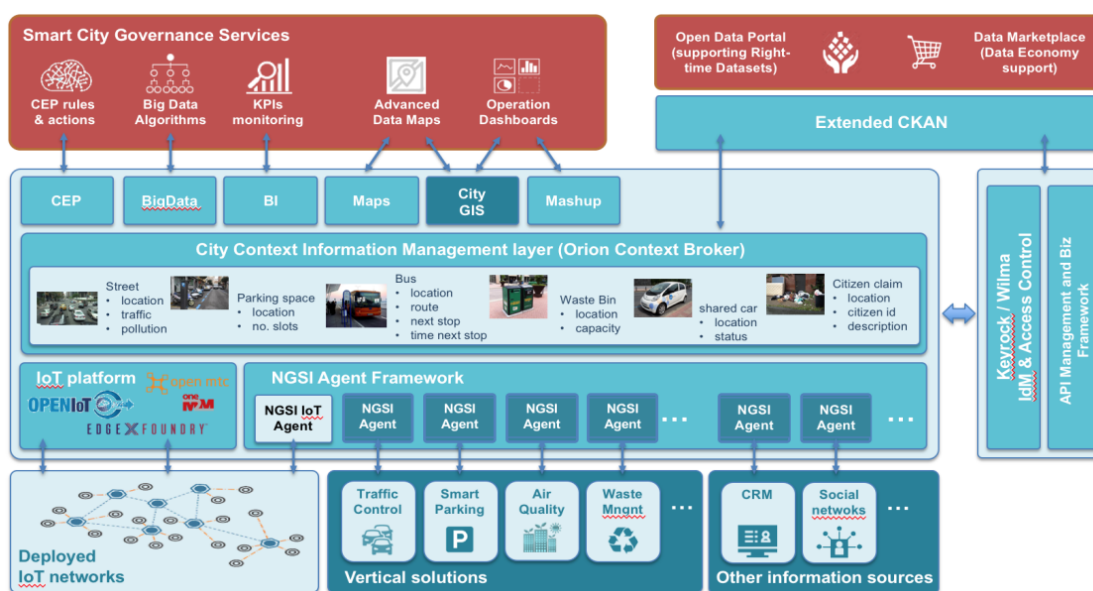 Smart City Governance Services
CEP rules
& actions
Big Data
Algorithms
KPIs
monitoring
Advanced
Data Maps
Operation
Dashboards
Open Data Portal
(supporting Right-
time Datasets)
Data Marketplace
(Data Economy
support)
Extended CKAN
CEP
BigData
BI
Maps
City
GIS
Mashup
City Context Information Management layer (Orion Context Broker)
Street
• location
• traffic
• pollution
Parking space
• location
• no. slots
Bus
• location
• route
• next stop
• time next stop
Waste Bin
• location
• capacity
shared car
• location
• status
Citizen claim
• location
• citizen id
• description
Keyrock / Wilma
IdM & Access Control
API Management and Biz
Framework
IoT platform
OPENIoT
one
M2M
EDGE X FOUNDRY
NGSI Agent Framework
NGSI IoT
Agent
NGSI
Agent
NGSI
Agent
NGSI
Agent
NGSI
Agent
...
NGSI
Agent
NGSI
Agent
...
Deployed
IoT networks
Traffic
Control
Smart
Parking
P
Air
Quality
Waste
Mngnt
...
Vertical solutions
CRM
Social
netwoks
...
Other information sources